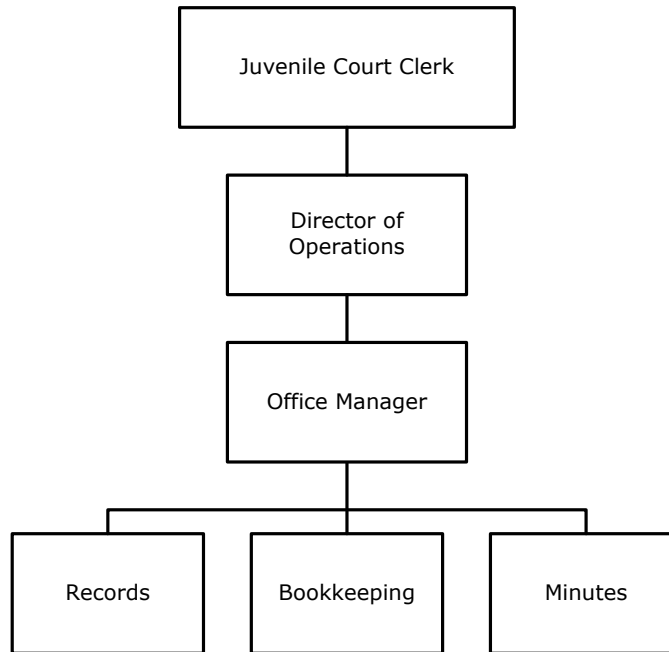 Juvenile Court Clerk
Director of
Operations
Office Manager
Records
Bookkeeping
Minutes